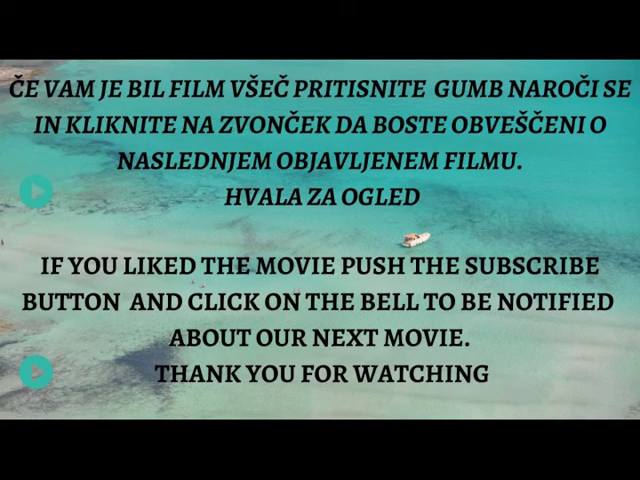 ČE VAM JE BIL FILM VŠEČ PRITISNITE GUMB NAROČI SE
IN KLIKNITE NA ZVONČEK DA BOSTE OBVEŠČENI O
NASLEDNJEM OBJAVLJENEM FILMU.
HVALA ZA OGLED
IF YOU LIKED THE MOVIE PUSH THE SUBSCRIBE
BUTTON AND CLICK ON THE BELL TO BE NOTIFIED
ABOUT OUR NEXT MOVIE.
THANK YOU FOR WATCHING